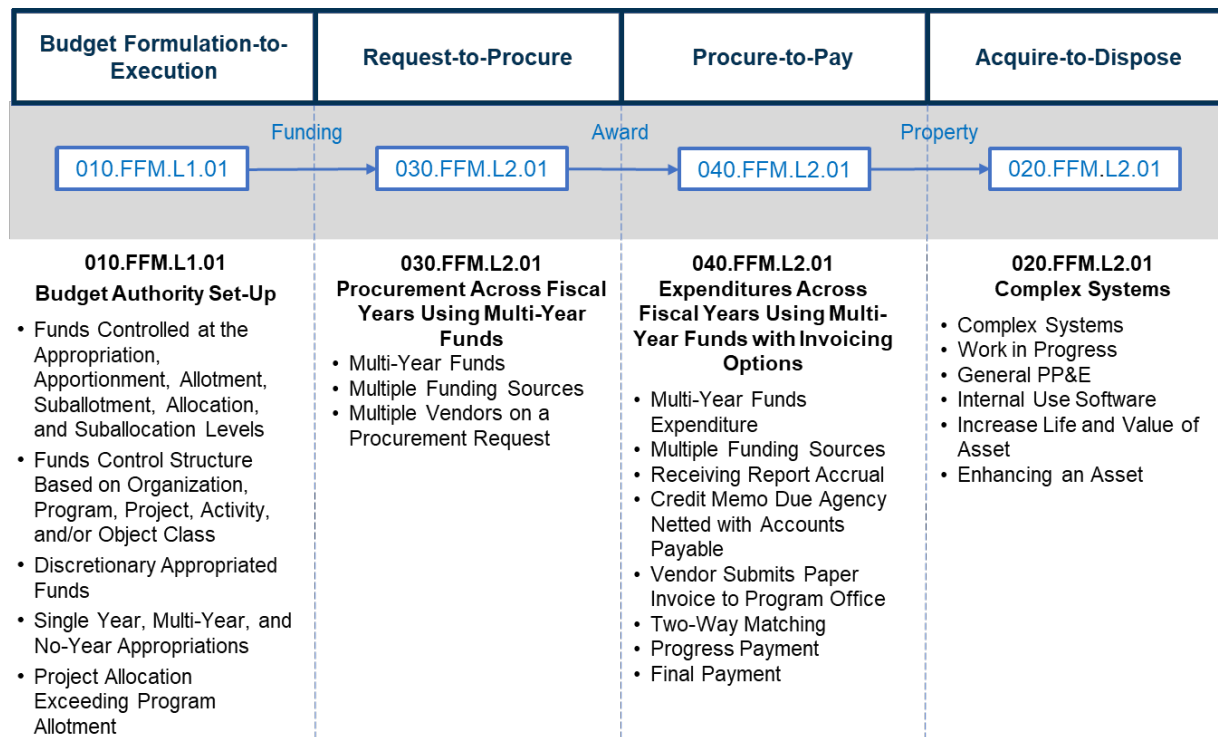 Budget Formulation-to-
Execution
Request-to-Procure
Procure-to-Pay
Acquire-to-Dispose
Funding
Award
Property
010.FFM.L1.01
030.FFM.L2.01
040.FFM.L2.01
020.FFM.L2.01
010.FFM.L1.01
Budget Authority Set-Up
• Funds Controlled at the
Appropriation,
Apportionment, Allotment,
Suballotment, Allocation,
and Suballocation Levels
• Funds Control Structure
Based on Organization,
Program, Project, Activity,
and/or Object Class
• Discretionary Appropriated
Funds
• Single Year, Multi-Year, and
No-Year Appropriations
• Project Allocation
Exceeding Program
Allotment
030.FFM.L2.01
Procurement Across Fiscal
Years Using Multi-Year
Funds
• Multi-Year Funds
• Multiple Funding Sources
• Multiple Vendors on a
Procurement Request
040.FFM.L2.01
Expenditures Across
Fiscal Years Using Multi-
Year Funds with Invoicing
Options
• Multi-Year Funds
Expenditure
• Multiple Funding Sources
• Receiving Report Accrual
• Credit Memo Due Agency
Netted with Accounts
Payable
• Vendor Submits Paper
Invoice to Program Office
• Two-Way Matching
• Progress Payment
• Final Payment
020.FFM.L2.01
Complex Systems
• Complex Systems
• Work in Progress
• General PP&E
• Internal Use Software
• Increase Life and Value of
Asset
• Enhancing an Asset